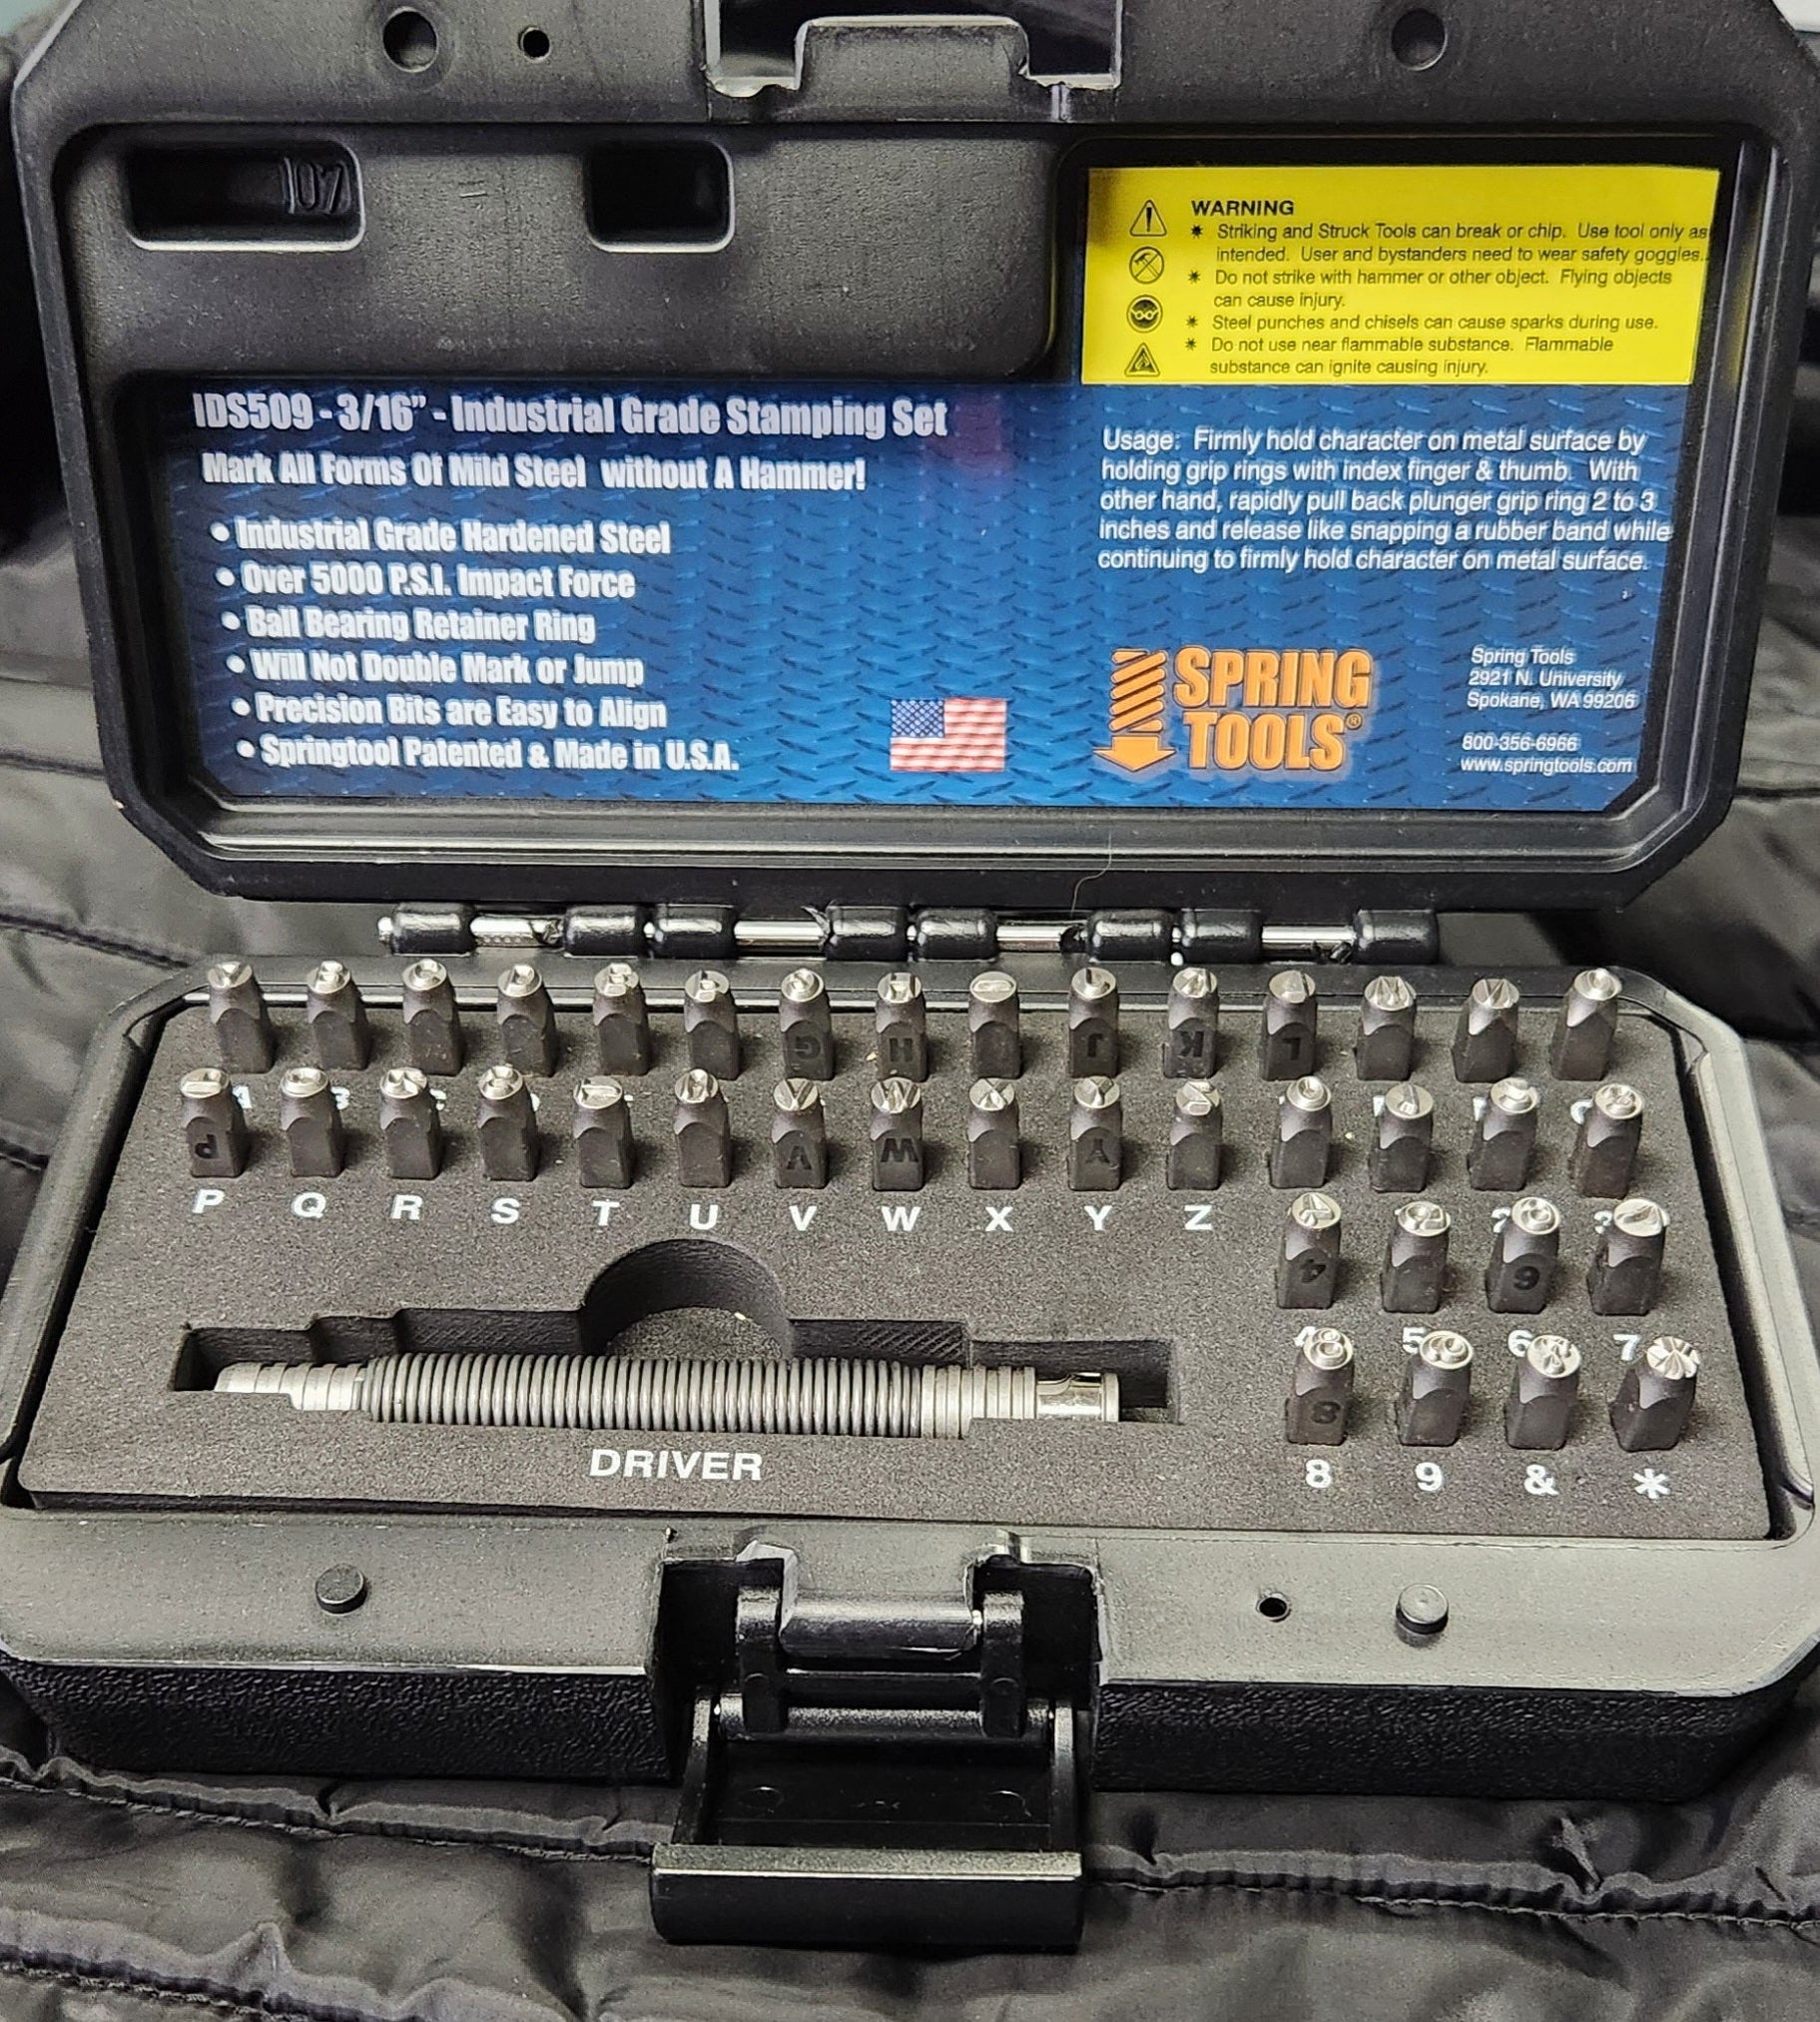 107
WARNING
* Striking and Struck Tools can break or chip. Use tool only as
intended. User and bystanders need to wear safety goggles.
* Do not strike with hammer or other object. Flying objects
can cause injury.
* Steel punches and chisels can cause sparks during use.
* Do not use near flammable substance. Flammable
substance can ignite causing injury.
IDS509 - 3/16" - Industrial Grade Stamping Set
Mark All Forms Of Mild Steel without A Hammer!
• Industrial Grade Hardened Steel
• Over 5000 P.S.I. Impact Force
• Ball Bearing Retainer Ring
• Will Not Double Mark or Jump
• Precision Bits are Easy to Align
• Springtool Patented & Made in U.S.A.
Usage: Firmly hold character on metal surface by
holding grip rings with index finger & thumb. With
other hand, rapidly pull back plunger grip ring 2 to 3
inches and release like snapping a rubber band while
continuing to firmly hold character on metal surface.
SPRING
TOOLS®
Spring Tools
2921 N. University
Spokane, WA 99206
800-356-6966
www.springtools.com
G H J K L
P V W Y
P Q R S T U V W X Y Z
4 6
4 5 6 7
8
8 9 & *
DRIVER